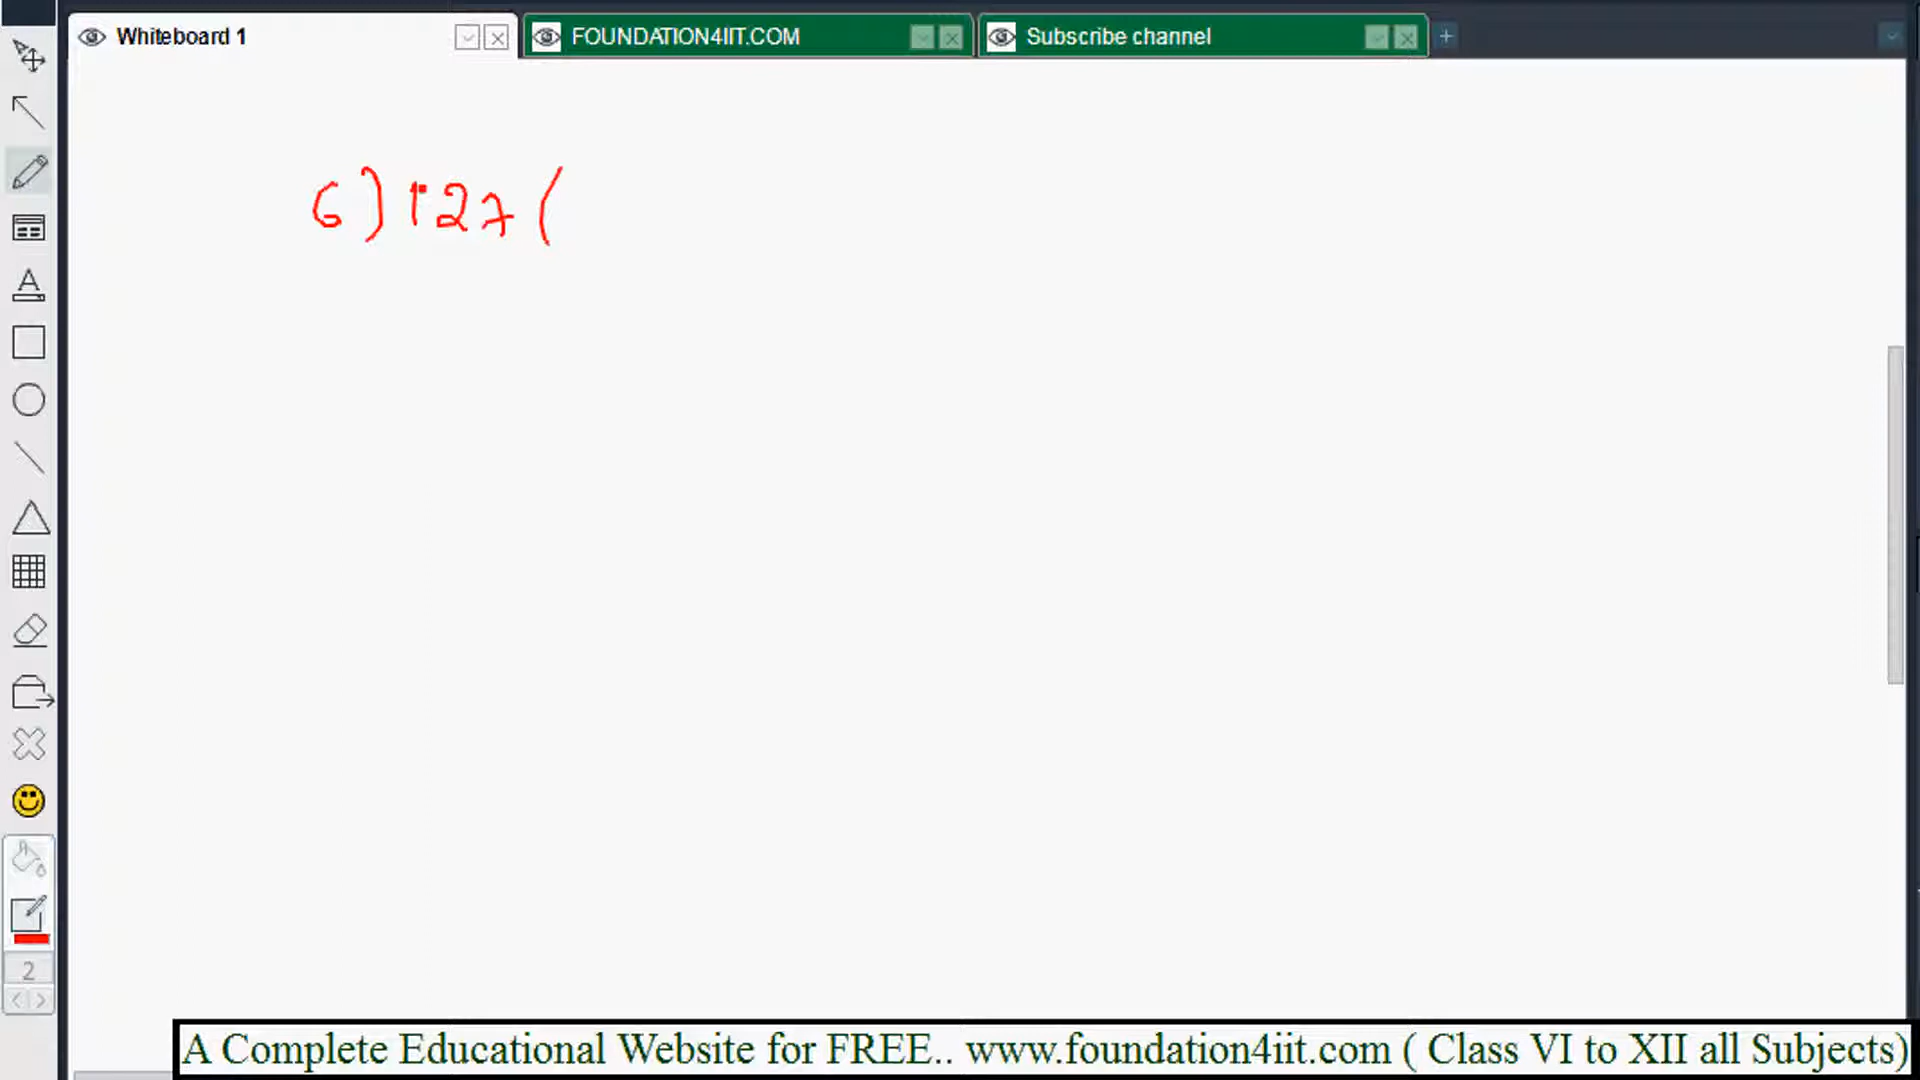 Whiteboard 1
FOUNDATION4IIT.COM
Subscribe channel
6)127(
2
A Complete Educational Website for FREE.. www.foundation4iit.com ( Class VI to XII all Subjects)